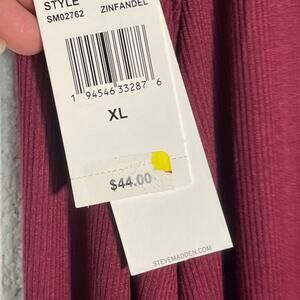 STYLE
SM02762 ZINFANDEL
1 94546 33287 6
XL
$44.00
STEVEMADDEN.COM